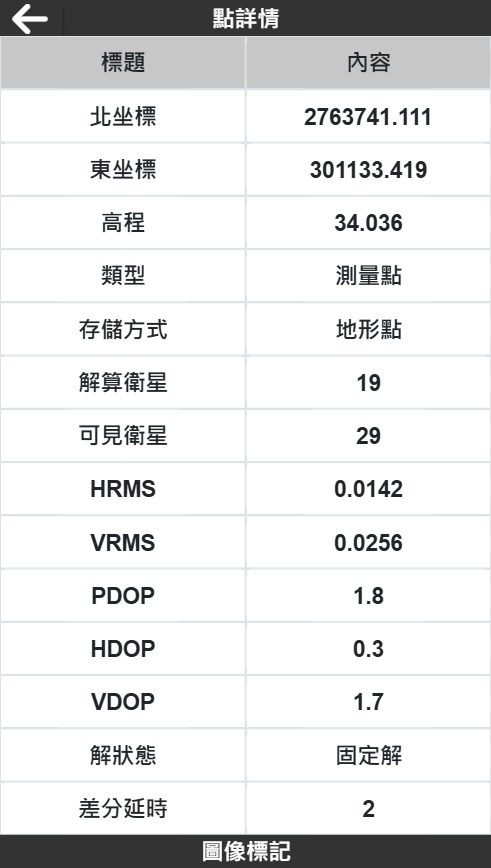 點詳情
標題 內容
北坐標 2763741.111
東坐標 301133.419
高程 34.036
類型 測量點
存儲方式 地形點
解算衛星 19
可見衛星 29
HRMS 0.0142
VRMS 0.0256
PDOP 1.8
HDOP 0.3
VDOP 1.7
解狀態 固定解
差分延時 2
圖像標記